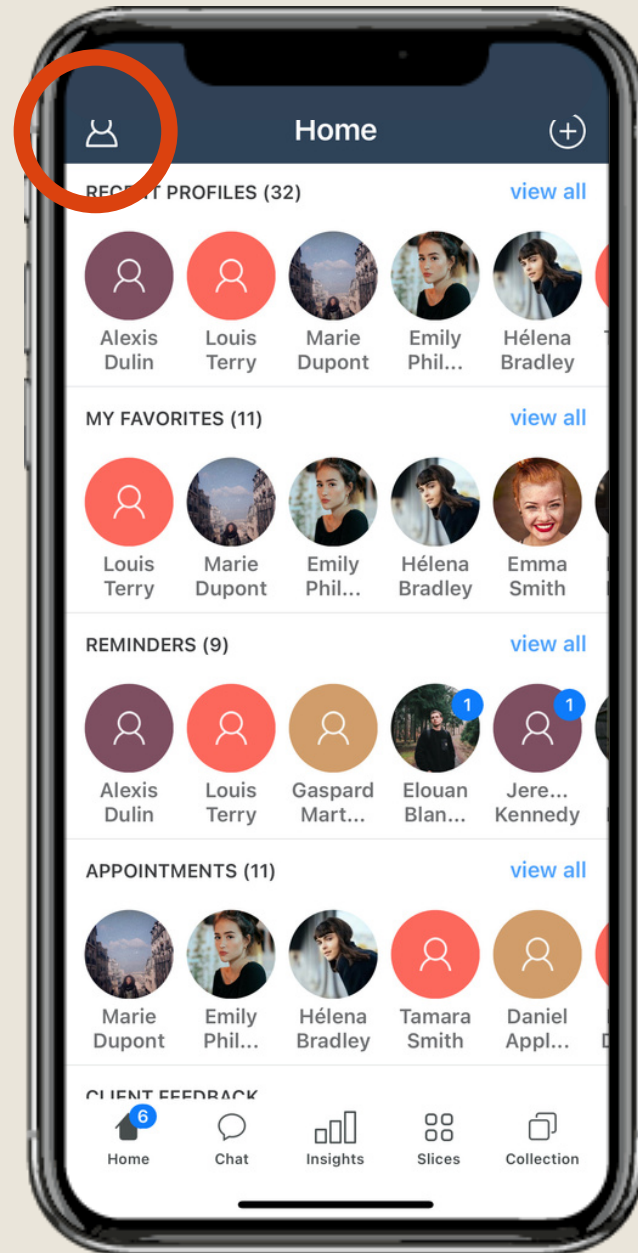 Home
RECENT PROFILES (32)
view all
Alexis Dulin
Louis Terry
Marie Dupont
Emily Phil...
Hélena Bradley
MY FAVORITES (11)
view all
Louis Terry
Marie Dupont
Emily Phil...
Hélena Bradley
Emma Smith
REMINDERS (9)
view all
1
1
Alexis Dulin
Louis Terry
Gaspard Mart...
Elouan Blan...
Jere... Kennedy
APPOINTMENTS (11)
view all
Marie Dupont
Emily Phil...
Hélena Bradley
Tamara Smith
Daniel Appl...
CLIENT FEEDBACK
6
Home
Chat
Insights
Slices
Collection